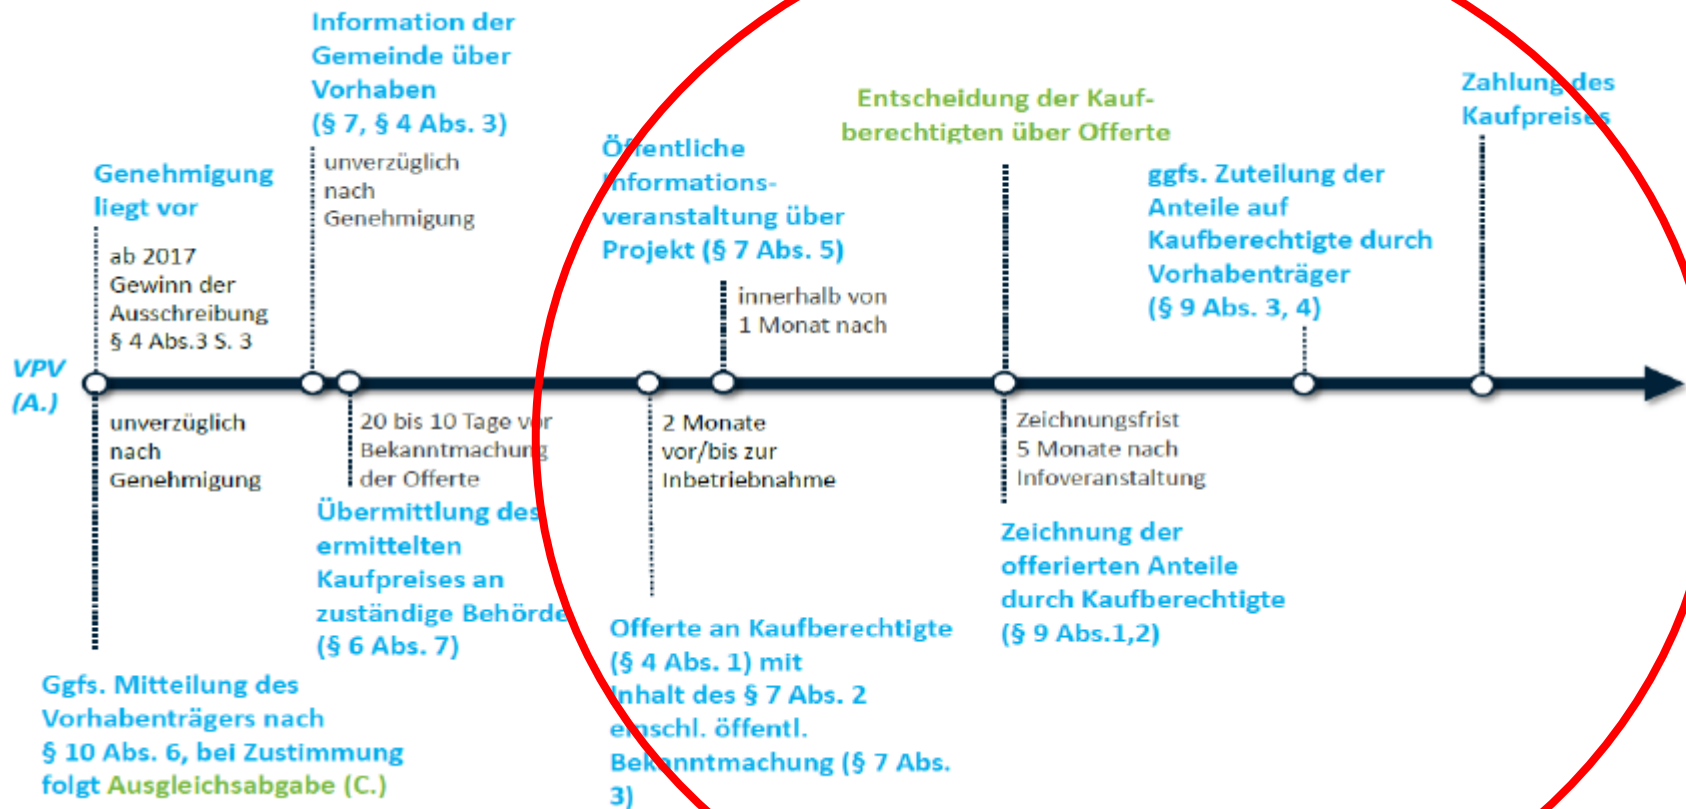 Information der
Gemeinde über
Vorhaben
(§ 7, § 4 Abs. 3)
unverzüglich
nach
Genehmigung
Genehmigung
liegt vor
ab 2017
Gewinn der
Ausschreibung
§ 4 Abs.3 S. 3
Öffentliche
Informations-
veranstaltung über
Projekt (§ 7 Abs. 5)
innerhalb von
1 Monat nach
Entscheidung der Kauf-
berechtigten über Offerte
ggfs. Zuteilung der
Anteile auf
Kaufberechtigte durch
Vorhabenträger
(§ 9 Abs. 3, 4)
Zahlung des
Kaufpreises
VPV
(A.)
unverzüglich
nach
Genehmigung
Ggfs. Mitteilung des
Vorhabenträgers nach
§ 10 Abs. 6, bei Zustimmung
folgt Ausgleichsabgabe (C.)
20 bis 10 Tage vor
Bekanntmachung
der Offerte
Übermittlung des
ermittelten
Kaufpreises an
zuständige Behörde
(§ 6 Abs. 7)
2 Monate
vor/bis zur
Inbetriebnahme
Offerte an Kaufberechtigte
(§ 4 Abs. 1) mit
Inhalt des § 7 Abs. 2
einschl. öffentl.
Bekanntmachung (§ 7 Abs.
3)
Zeichnungsfrist
5 Monate nach
Infoveranstaltung
Zeichnung der
offerierten Anteile
durch Kaufberechtigte
(§ 9 Abs.1,2)